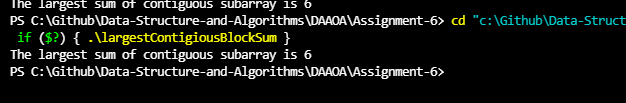 The largest sum of contiguous subarray is 6
PS C:\Github\Data-Structure-and-Algorithms\DAAOA\Assignment-6> cd "c:\Github\Data-Struct
if ($?) { .\largestContigiousBlockSum }
The largest sum of contiguous subarray is 6
PS C:\Github\Data-Structure-and-Algorithms\DAAOA\Assignment-6>